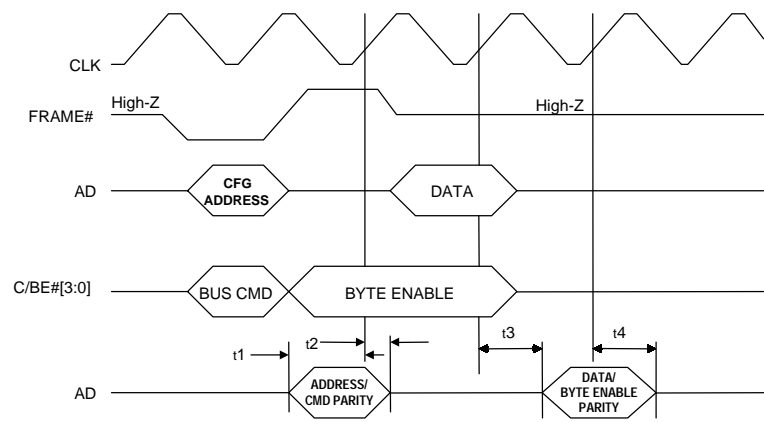 CLK
High-Z
High-Z
FRAME#
CFG
ADDRESS
DATA
AD
C/BE#[3:0]
BUS CMD
BYTE ENABLE
t1
t2
t3
t4
AD
ADDRESS/
CMD PARITY
DATA/
BYTE ENABLE
PARITY